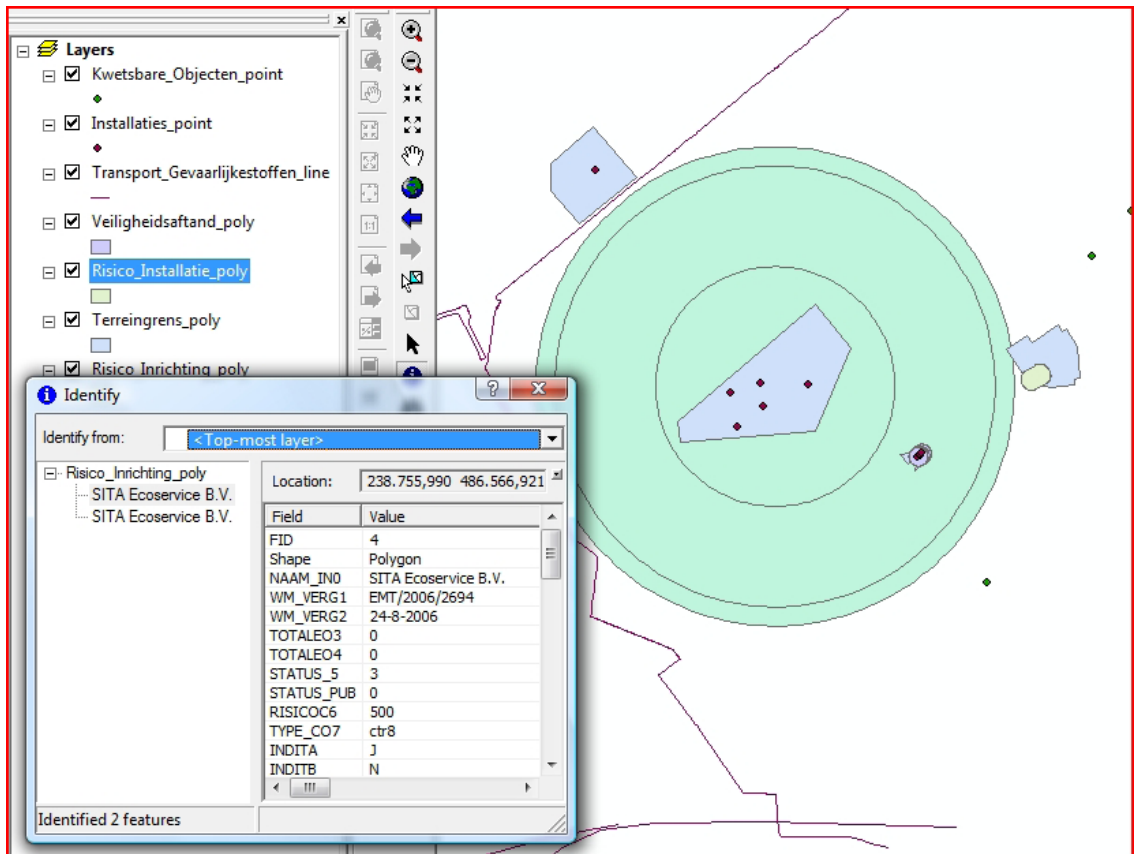 Layers
Kwetsbare_Objecten_point
Installaties_point
Transport_Gevaarlijkestoffen_line
Veiligheidsaftand_poly
Risico_Installatie_poly
Terreingrens_poly
Risico_Inrichting_poly
1:1
Identify
Identify from: <Top-most layer>
Risico_Inrichting_poly
SITA Ecoservice B.V.
SITA Ecoservice B.V.
Location: 238.755,990 486.566,921
Field Value
FID 4
Shape Polygon
NAAM_IN0 SITA Ecoservice B.V.
WM_VERG1 EMT/2006/2694
WM_VERG2 24-8-2006
TOTALEO3 0
TOTALEO4 0
STATUS_5 3
STATUS_PUB 0
RISICOC6 500
TYPE_CO7 ctr8
INDITA J
INDITB N
Identified 2 features